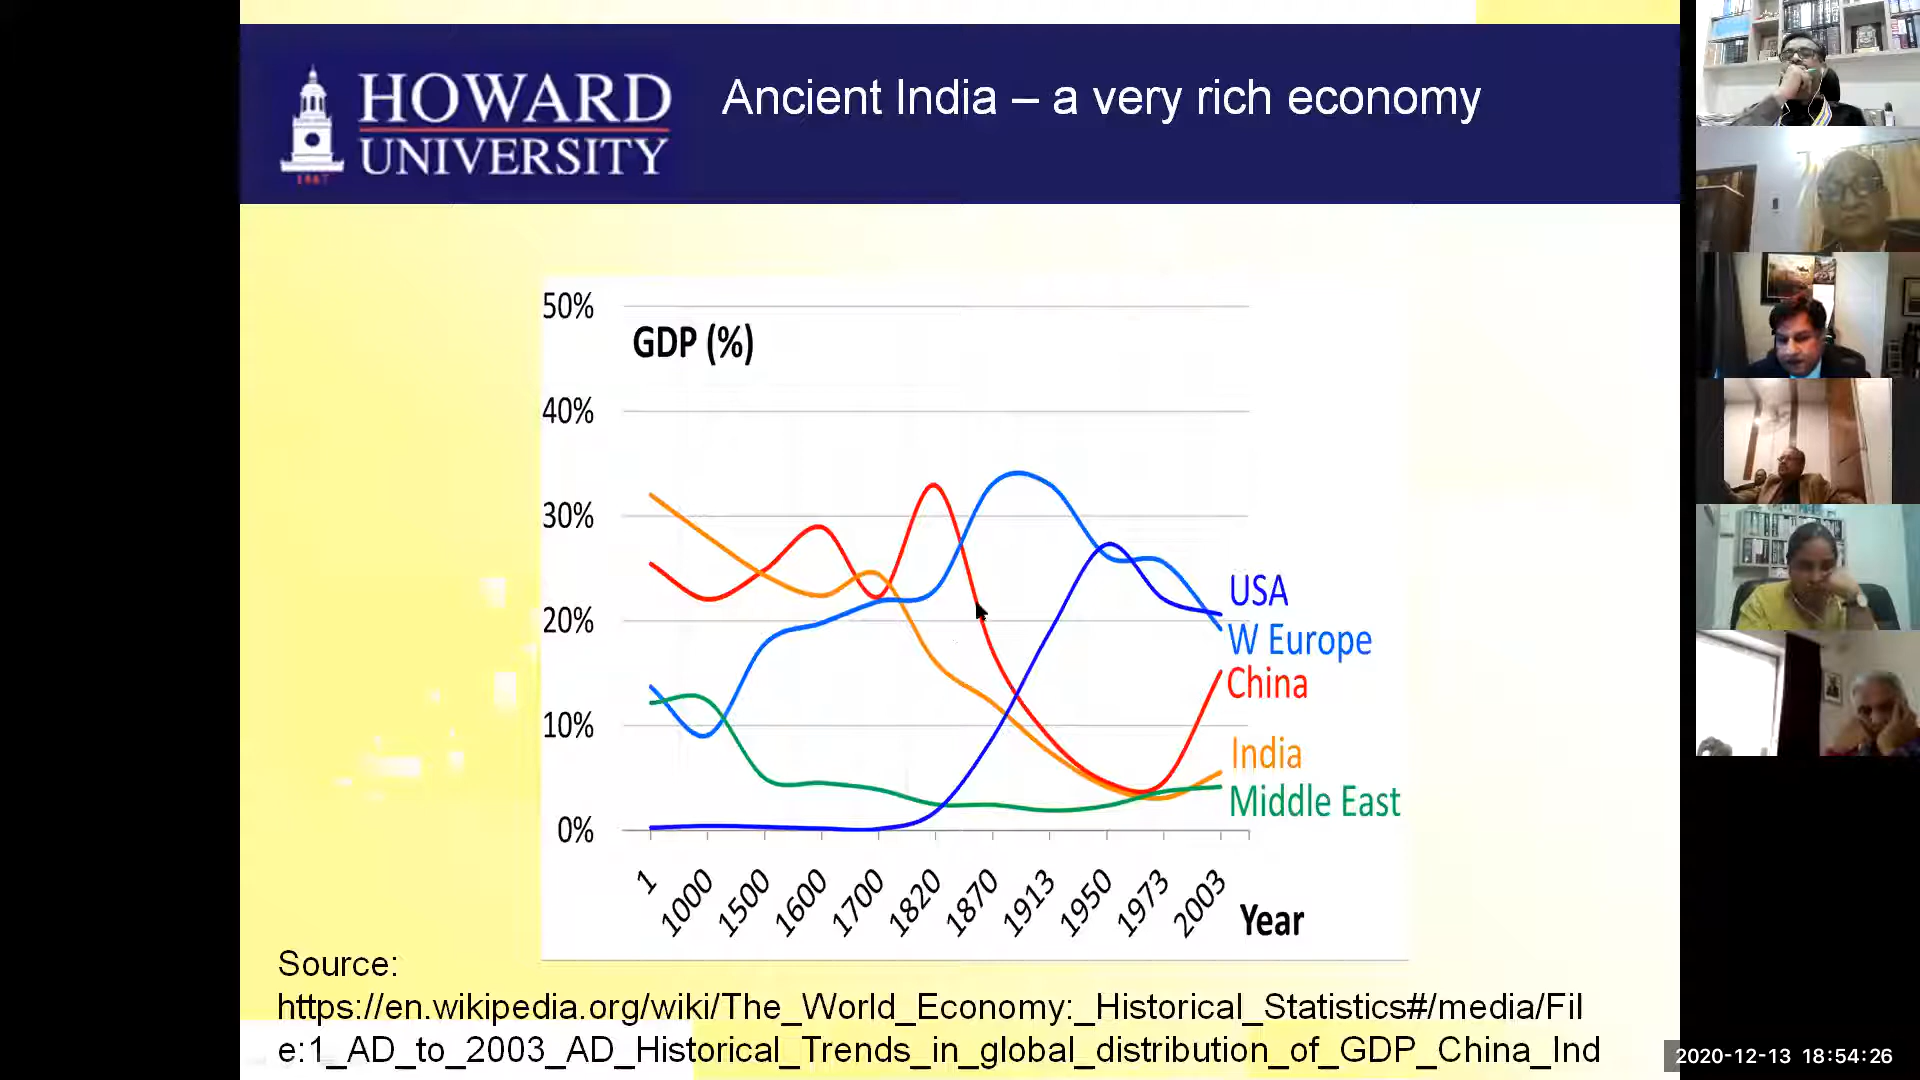 HOWARD
UNIVERSITY
1867
Ancient India – a very rich economy
50%
GDP (%)
40%
30%
20%
10%
0%
USA
W Europe
China
India
Middle East
1 1000 1500 1600 1700 1820 1870 1913 1950 1973 2003
Year
Source:
https://en.wikipedia.org/wiki/The_World_Economy:_Historical_Statistics#/media/Fil
e:1_AD_to_2003_AD_Historical_Trends_in_global_distribution_of_GDP_China_Ind
2020-12-13 18:54:26